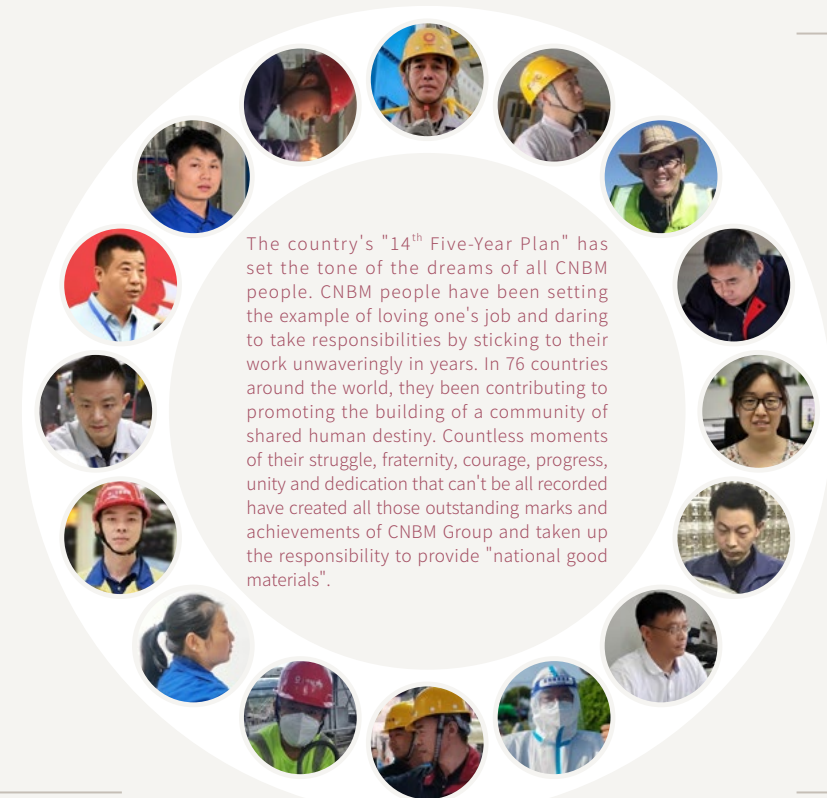 The country's "14th Five-Year Plan" has
set the tone of the dreams of all CNBM
people. CNBM people have been setting
the example of loving one's job and daring
to take responsibilities by sticking to their
work unwaveringly in years. In 76 countries
around the world, they been contributing to
promoting the building of a community of
shared human destiny. Countless moments
of their struggle, fraternity, courage, progress,
unity and dedication that can't be all recorded
have created all those outstanding marks and
achievements of CNBM Group and taken up
the responsibility to provide "national good
materials".